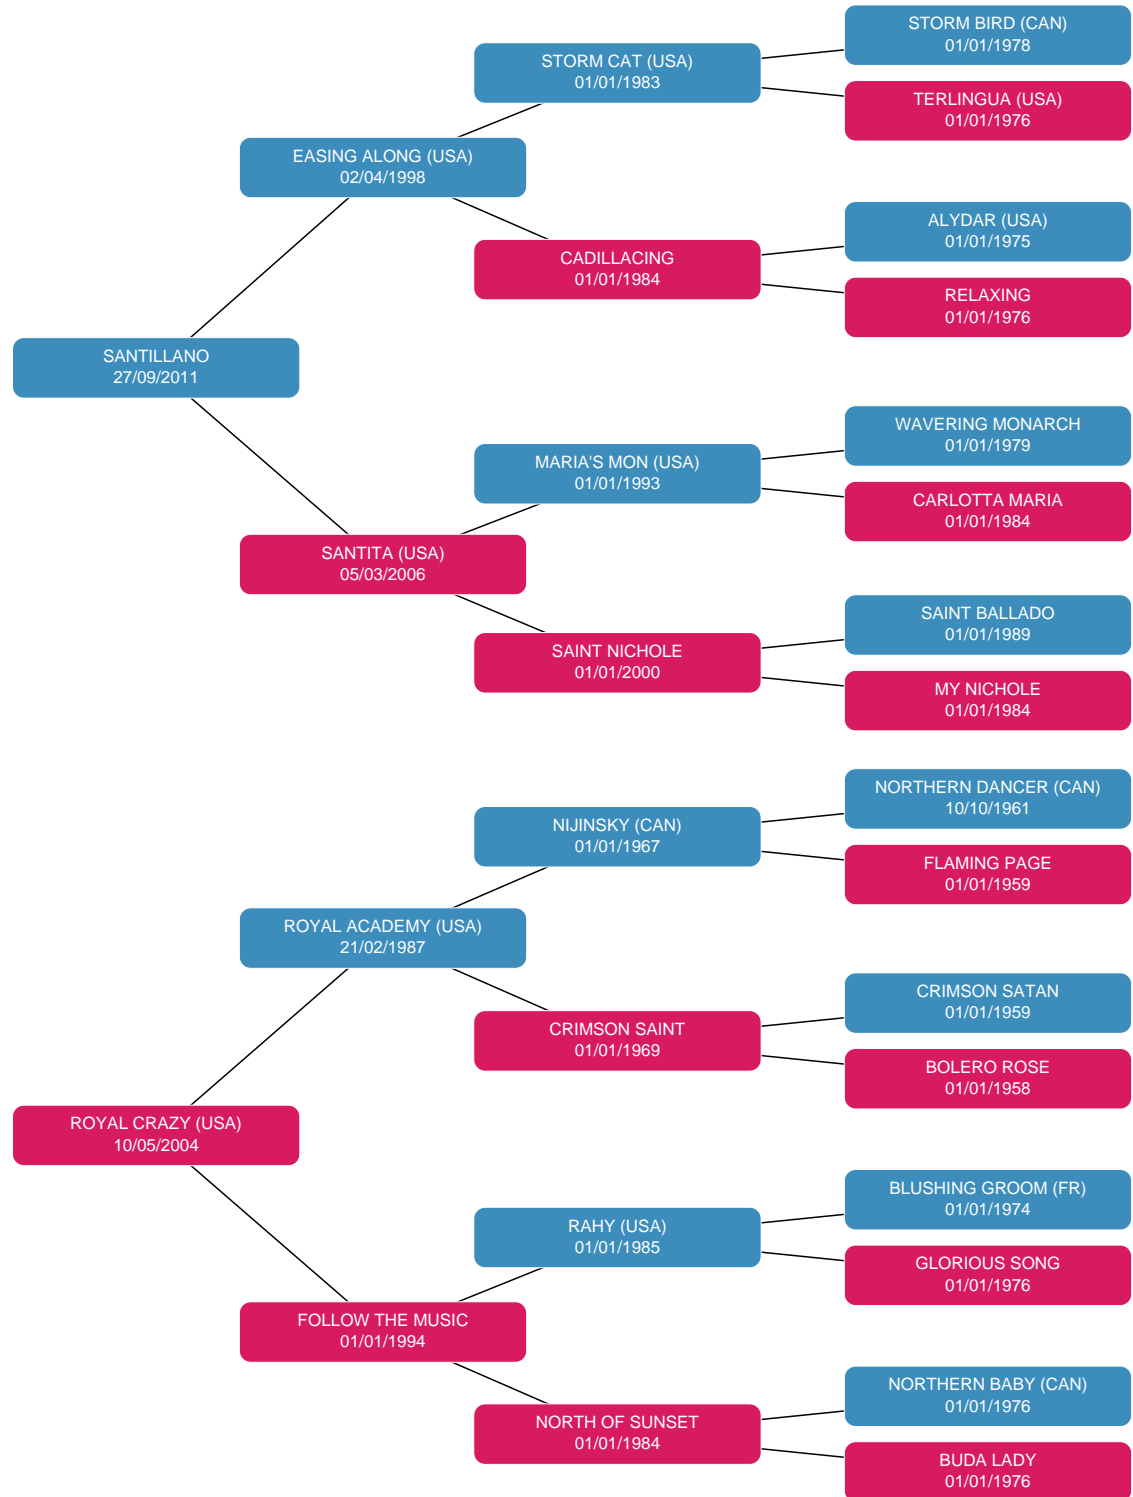 STORM BIRD (CAN)
01/01/1978
STORM CAT (USA)
01/01/1983
TERLINGUA (USA)
01/01/1976
EASING ALONG (USA)
02/04/1998
ALYDAR (USA)
01/01/1975
CADILLACING
01/01/1984
RELAXING
01/01/1976
SANTILLANO
27/09/2011
WAVERING MONARCH
01/01/1979
MARIA'S MON (USA)
01/01/1993
CARLOTTA MARIA
01/01/1984
SANTITA (USA)
05/03/2006
SAINT BALLADO
01/01/1989
SAINT NICHOLE
01/01/2000
MY NICHOLE
01/01/1984
NORTHERN DANCER (CAN)
10/10/1961
NIJINSKY (CAN)
01/01/1967
FLAMING PAGE
01/01/1959
ROYAL ACADEMY (USA)
21/02/1987
CRIMSON SATAN
01/01/1959
CRIMSON SAINT
01/01/1969
BOLERO ROSE
01/01/1958
ROYAL CRAZY (USA)
10/05/2004
BLUSHING GROOM (FR)
01/01/1974
RAHY (USA)
01/01/1985
GLORIOUS SONG
01/01/1976
FOLLOW THE MUSIC
01/01/1994
NORTHERN BABY (CAN)
01/01/1976
NORTH OF SUNSET
01/01/1984
BUDA LADY
01/01/1976